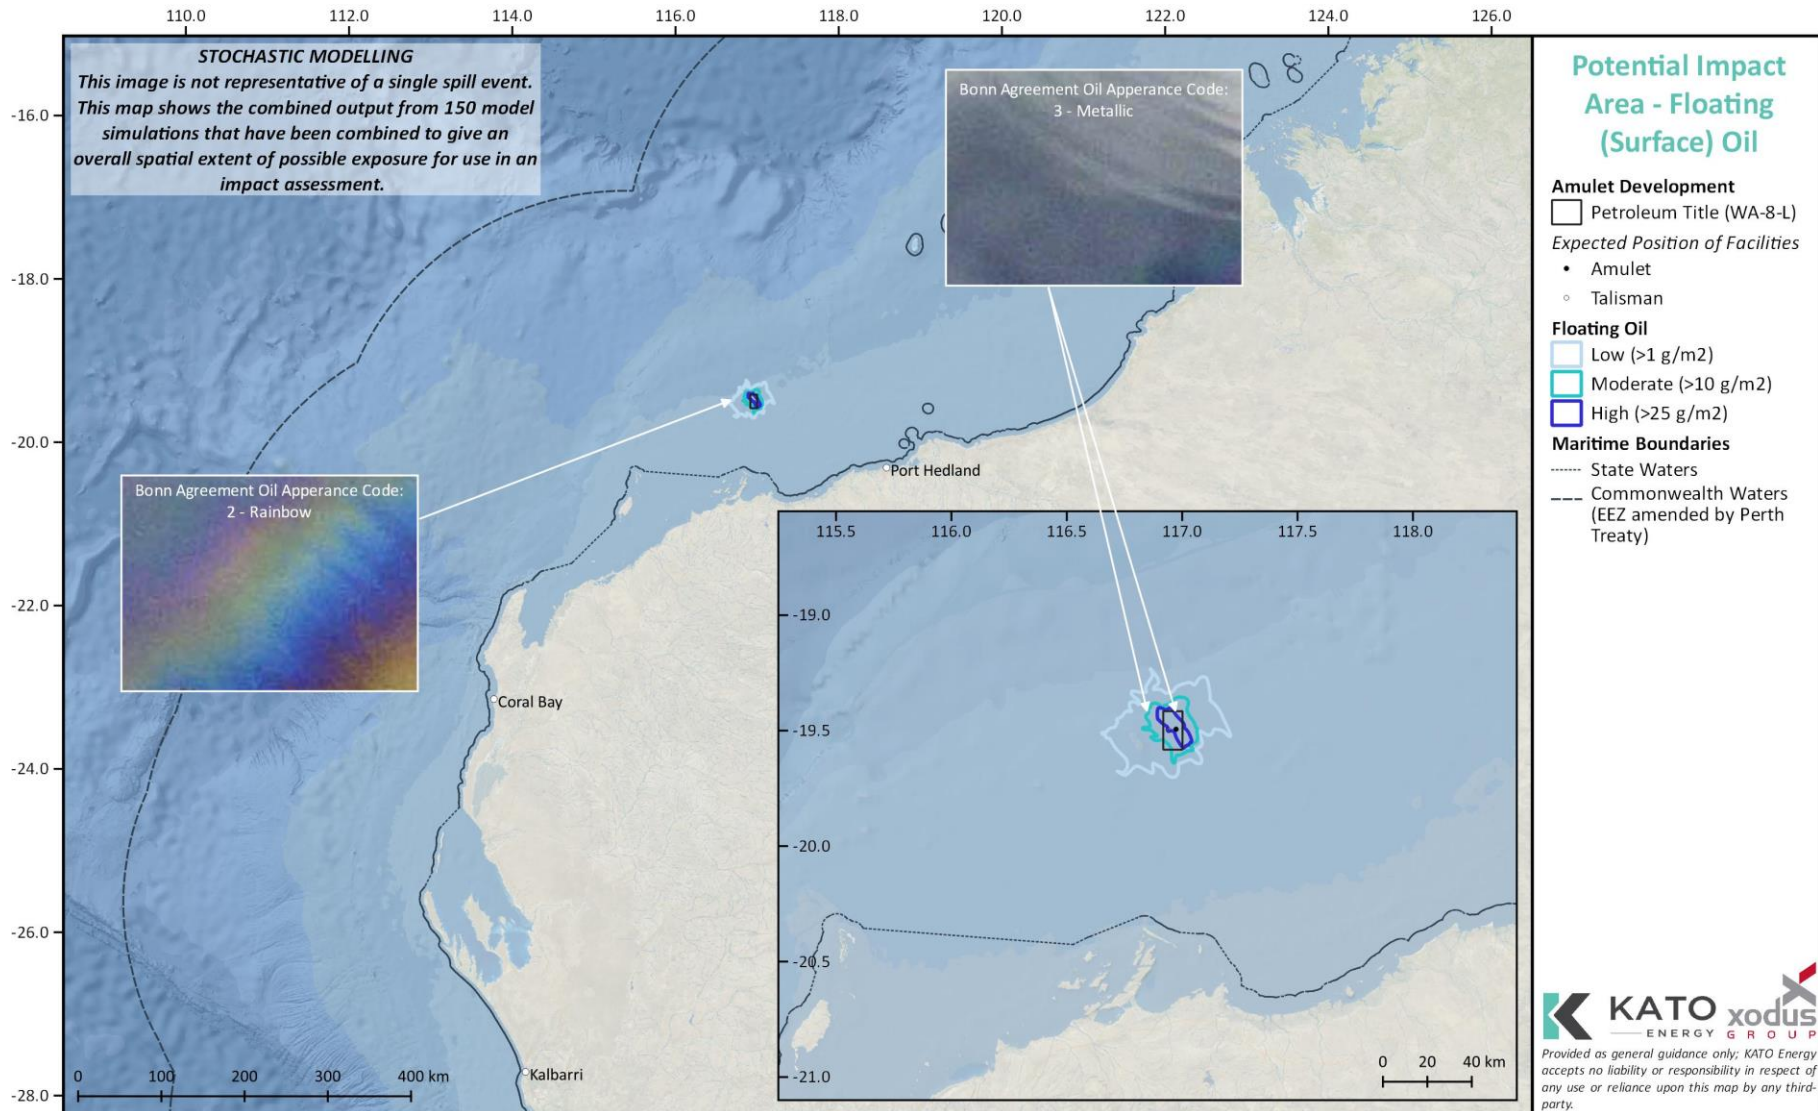 110.0 112.0 114.0 116.0 118.0 120.0 122.0 124.0 126.0
STOCHASTIC MODELLING
This image is not representative of a single spill event.
This map shows the combined output from 150 model
simulations that have been combined to give an
overall spatial extent of possible exposure for use in an
impact assessment.
Bonn Agreement Oil Apperance Code:
3 - Metallic
-16.0
-18.0
-20.0
-22.0
-24.0
-26.0
-28.0
Port Hedland
Bonn Agreement Oil Apperance Code:
2 - Rainbow
Coral Bay
Kalbarri
0 100 200 300 400 km
115.5 116.0 116.5 117.0 117.5 118.0
-19.0
-19.5
-20.0
-20.5
-21.0
0 20 40 km
Potential Impact
Area - Floating
(Surface) Oil
Amulet Development
Petroleum Title (WA-8-L)
Expected Position of Facilities
Amulet
Talisman
Floating Oil
Low (>1 g/m2)
Moderate (>10 g/m2)
High (>25 g/m2)
Maritime Boundaries
State Waters
Commonwealth Waters
(EEZ amended by Perth
Treaty)
KATO
ENERGY
xodus
GROUP
Provided as general guidance only; KATO Energy
accepts no liability or responsibility in respect of
any use or reliance upon this map by any third-
party.